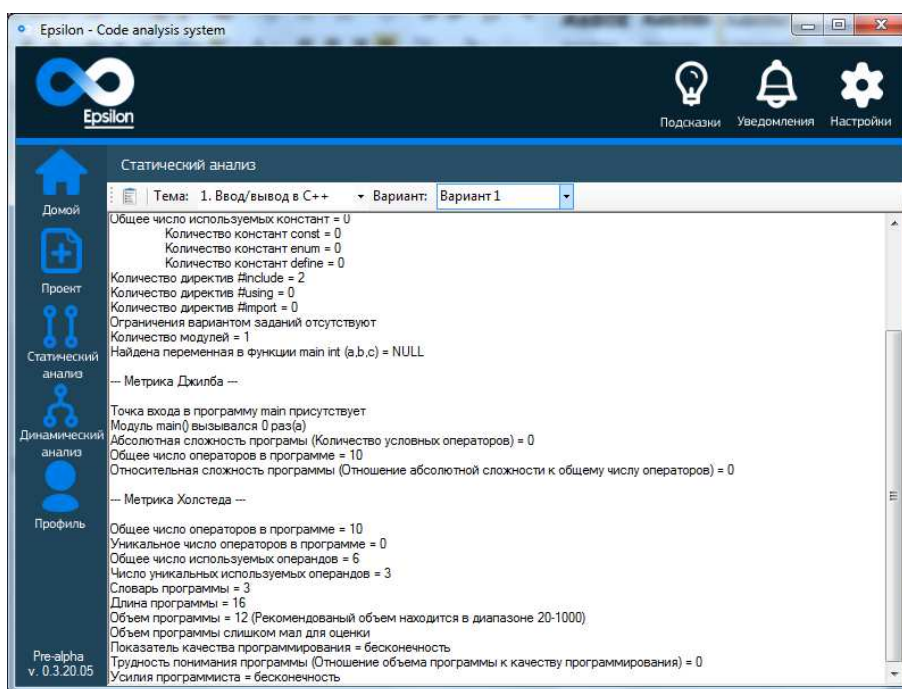 Epsilon - Code analysis system
Epsilon
Подсказки
Уведомления
Настройки
Домой
Проект
Статический
анализ
Динамический
анализ
Профиль
Pre-alpha
v. 0.3.20.05
Статический анализ
Тема: 1. Ввод/вывод в C++ Вариант: Вариант 1
Общее число используемых констант = 0
Количество констант const = 0
Количество констант enum = 0
Количество констант define = 0
Количество директив #include = 2
Количество директив #using = 0
Количество директив #import = 0
Ограничения вариантом заданий отсутствуют
Количество модулей = 1
Найдена переменная в функции main int (a,b,c) = NULL
--- Метрика Джилба ---
Точка входа в программу main присутствует
Модуль main() вызывался 0 раз(а)
Абсолютная сложность програмы (Количество условных операторов) = 0
Общее число операторов в программе = 10
Относительная сложность программы (Отношение абсолютной сложности к общему числу операторов) = 0
--- Метрика Холстеда ---
Общее число операторов в программе = 10
Уникальное число операторов в программе = 0
Общее число используемых операндов = 6
Число уникальных используемых операндов = 3
Словарь программы = 3
Длина программы = 16
Объем программы = 12 (Рекомендованый объем находится в диапазоне 20-1000)
Объем программы слишком мал для оценки
Показатель качества программирования = бесконечность
Трудность понимания программы (Отношение объема программы к качеству программирования) = 0
Усилия программиста = бесконечность